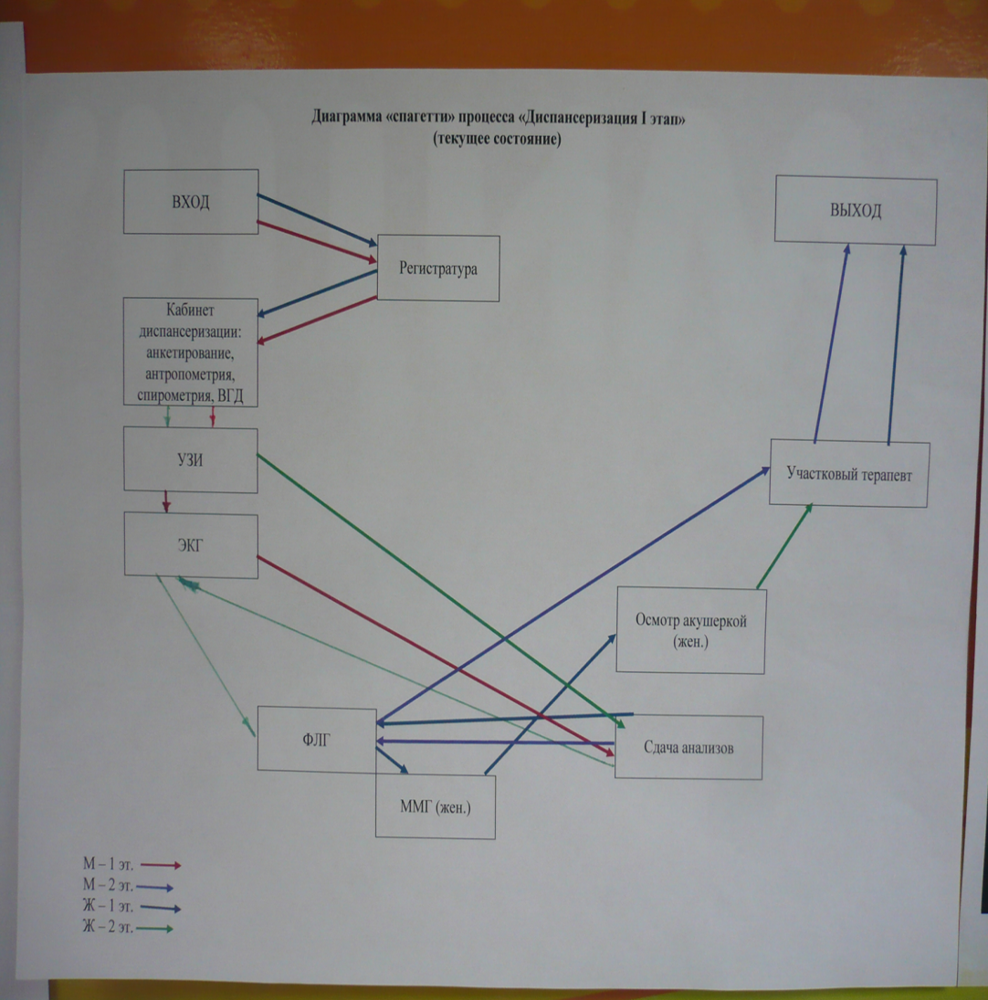 Диаграмма «спагетти» процесса «Диспансеризация I этап»
(текущее состояние)
ВХОД
ВЫХОД
Регистратура
Кабинет
диспансеризации:
анкетирование,
антропометрия,
спирометрия, ВГД
УЗИ
Участковый терапевт
ЭКГ
Осмотр акушеркой
(жен.)
ФЛГ
Сдача анализов
ММГ (жен.)
М – 1 эт.
М – 2 эт.
Ж – 1 эт.
Ж – 2 эт.